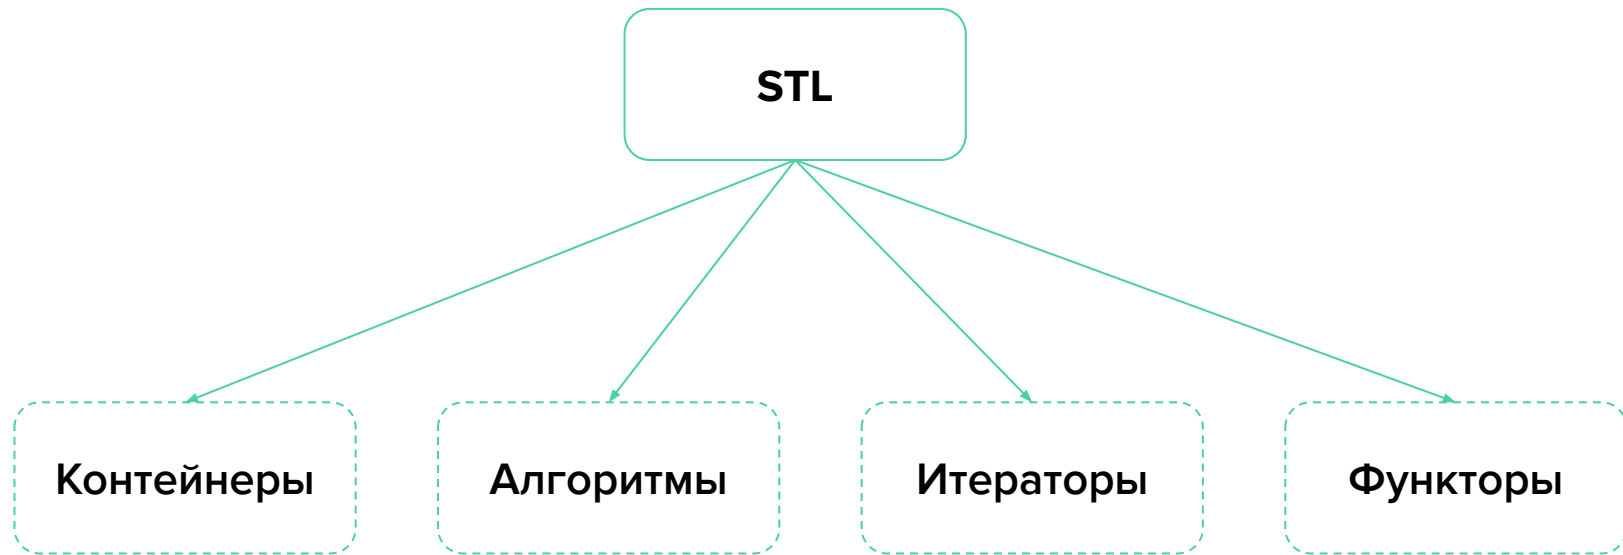 STL
Контейнеры
Алгоритмы
Итераторы
Функторы